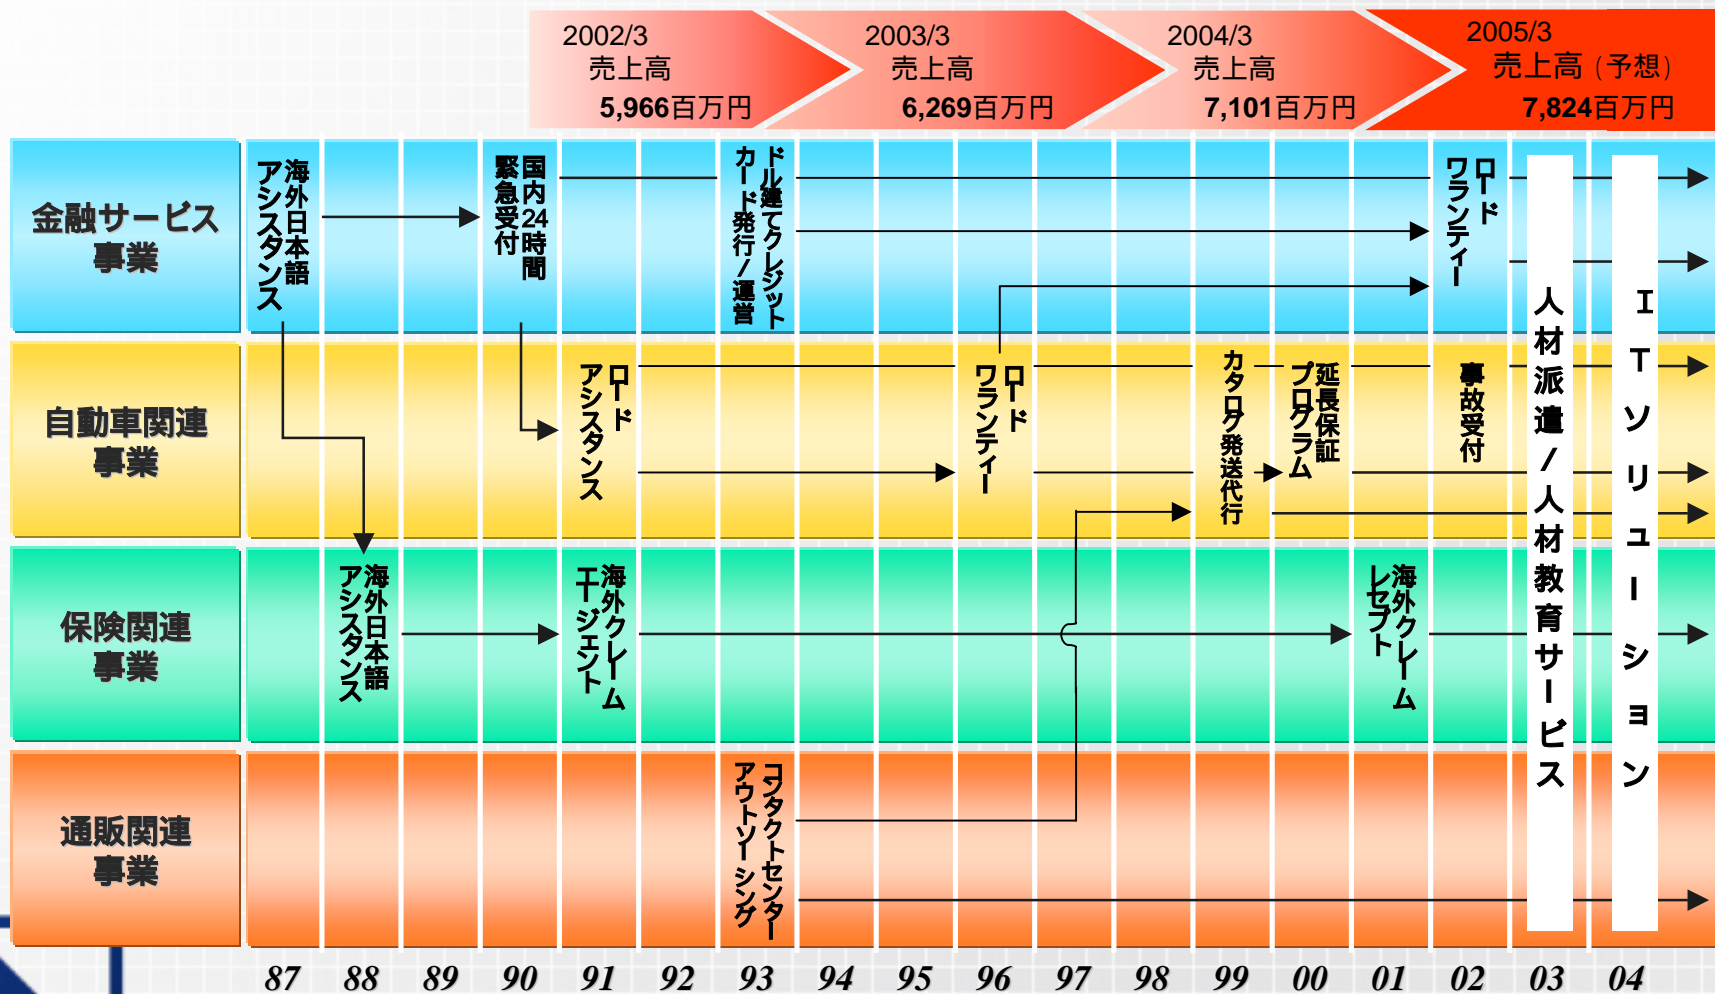 2002/3
売上高
5,966百万円
2003/3
売上高
6,269百万円
2004/3
売上高
7,101百万円
2005/3
売上高(予想)
7,824百万円
金融サービス
事業
海外日本語
アシスタンス
国内24時間
緊急受付
ドル建てクレジット
カード発行/運営
ロード
ワランティー
自動車関連
事業
ロード
アシスタンス
ロード
ワランティー
カタログ発送代行
延長保証
プログラム
事故受付
保険関連
事業
海外日本語
アシスタンス
海外クレーム
エージェント
海外クレーム
レセプト
通販関連
事業
コンタクトセンター
アウトソーシング
人材派遣/人材教育サービス
ITソリューション
87 88 89 90 91 92 93 94 95 96 97 98 99 00 01 02 03 04